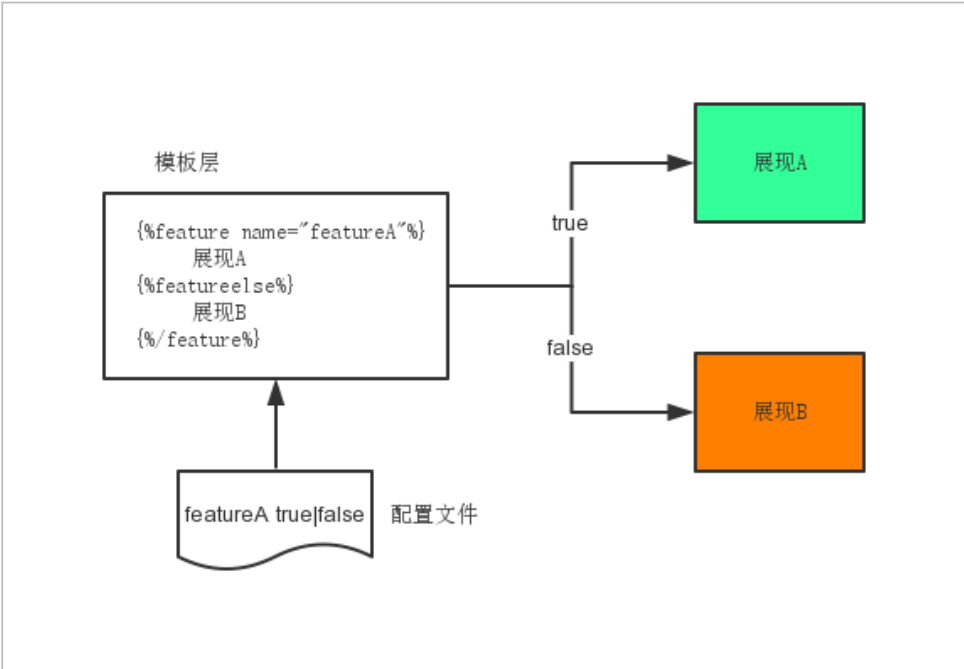 模板层
{%feature name="featureA"%}
展现A
{%featureelse%}
展现B
{%/feature%}
true
false
展现A
展现B
featureA true|false
配置文件